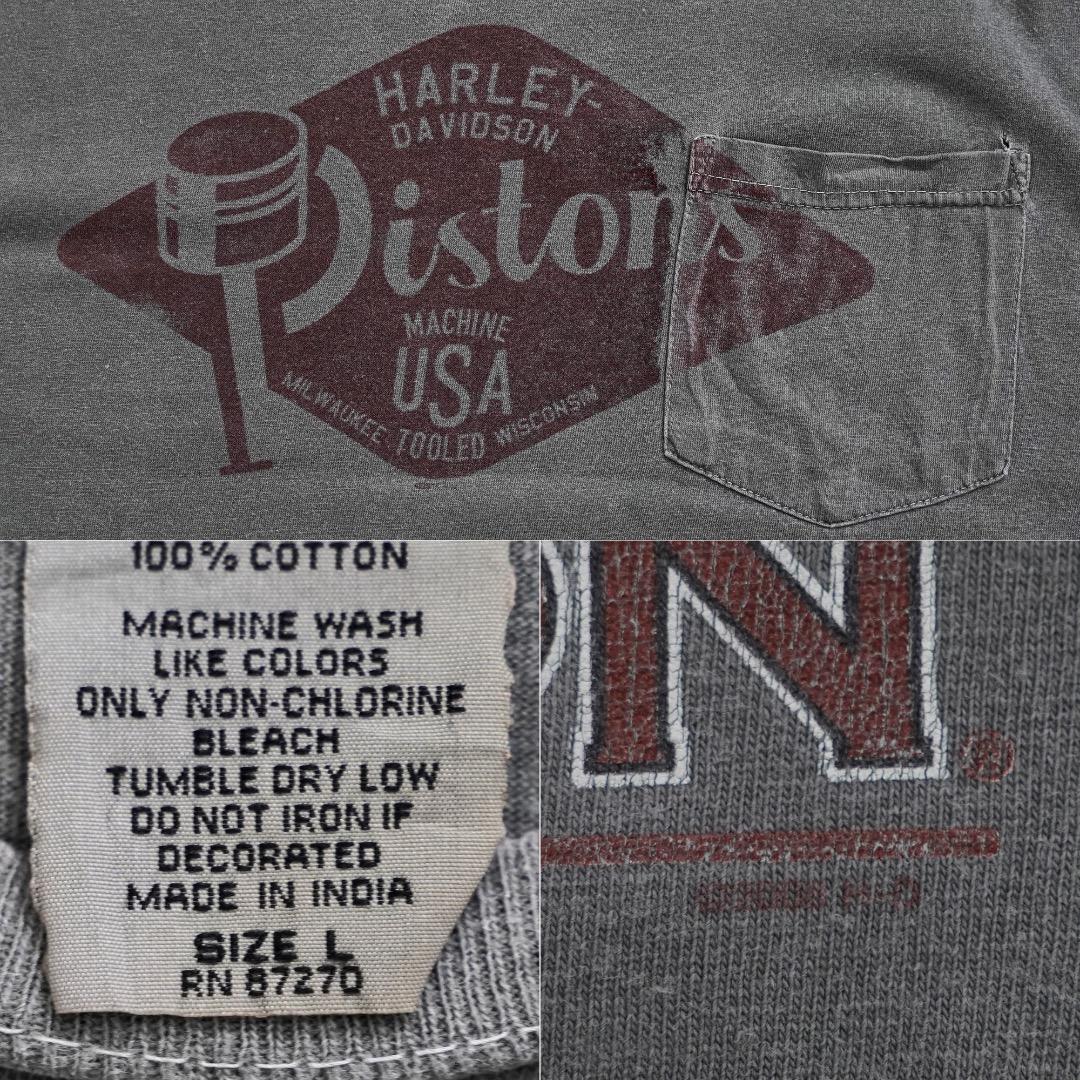 HARLEY-
DAVIDSON
Pistons
MACHINE
USA
MILWAUKEE TOOLED WISCONSIN
100% COTTON
MACHINE WASH
LIKE COLORS
ONLY NON-CHLORINE
BLEACH
TUMBLE DRY LOW
DO NOT IRON IF
DECORATED
MADE IN INDIA
SIZE L
RN 87270
N®
H-D